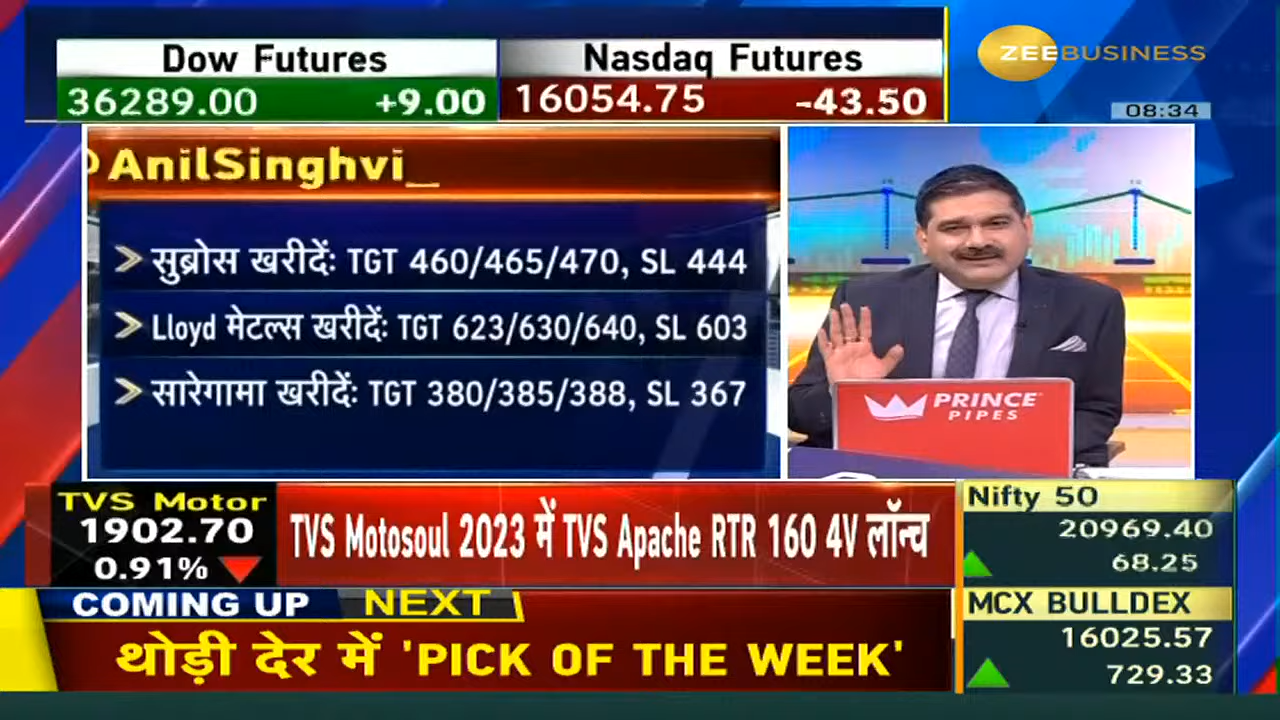 Dow Futures
36289.00 +9.00
Nasdaq Futures
16054.75 -43.50
ZEEBUSINESS
08:34
@AnilSinghvi_
सुब्रोस खरीदें: TGT 460/465/470, SL 444
Lloyd मेटल्स खरीदें: TGT 623/630/640, SL 603
सारेगामा खरीदें: TGT 380/385/388, SL 367
PRINCE
PIPES
TVS Motor
1902.70
0.91%
TVS Motosoul 2023 में TVS Apache RTR 160 4V लॉन्च
Nifty 50
20969.40
68.25
MCX BULLDEX
16025.57
729.33
COMING UP NEXT
थोड़ी देर में 'PICK OF THE WEEK'